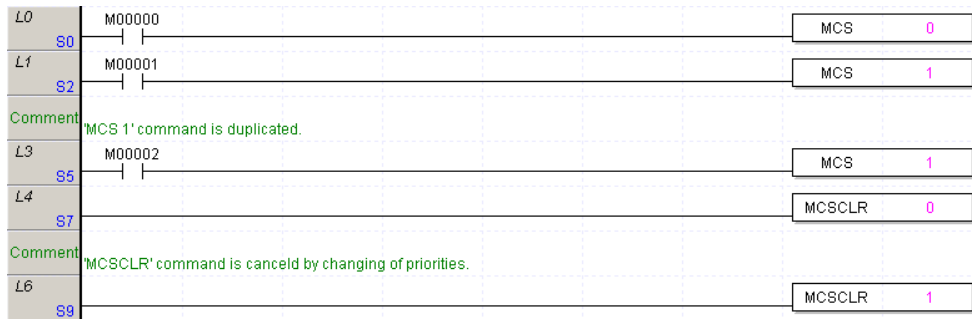 L0 M00000 MCS 0
S0
L1 M00001 MCS 1
S2
Comment 'MCS 1' command is duplicated.
L3 M00002 MCS 1
S5
L4 MCSCLR 0
S7
Comment 'MCSCLR' command is canceld by changing of priorities.
L6 MCSCLR 1
S9